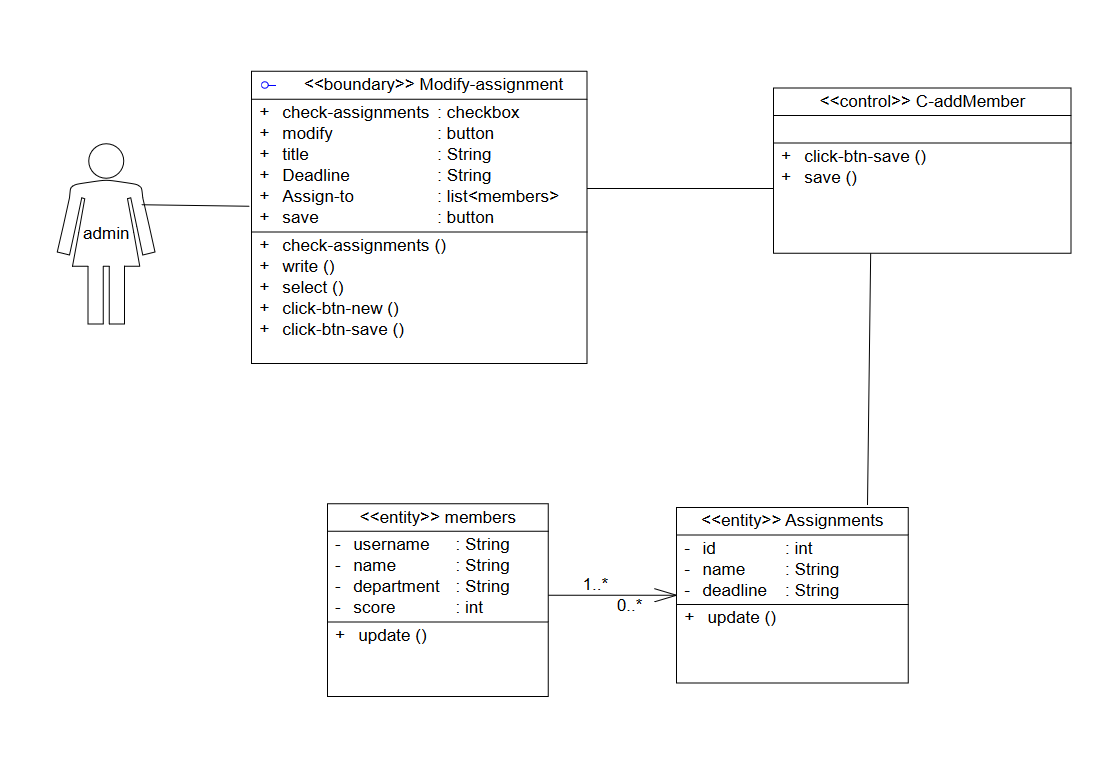 <<boundary>> Modify-assignment
+ check-assignments : checkbox
+ modify : button
+ title : String
+ Deadline : String
+ Assign-to : list<members>
+ save : button
+ check-assignments ()
+ write ()
+ select ()
+ click-btn-new ()
+ click-btn-save ()
<<control>> C-addMember
+ click-btn-save ()
+ save ()
admin
<<entity>> members
- username : String
- name : String
- department : String
- score : int
+ update ()
1..*
0..*
<<entity>> Assignments
- id : int
- name : String
- deadline : String
+ update ()